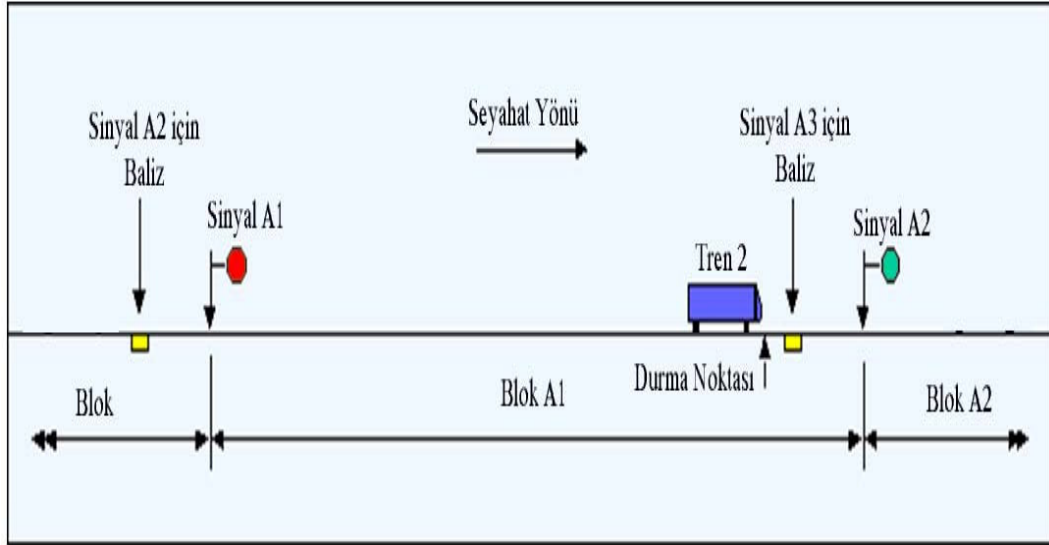 Seyahat Yönü
Sinyal A2 için
Baliz
Sinyal A3 için
Baliz
Sinyal A1
Sinyal A2
Tren 2
Durma Noktası
Blok
Blok A1
Blok A2